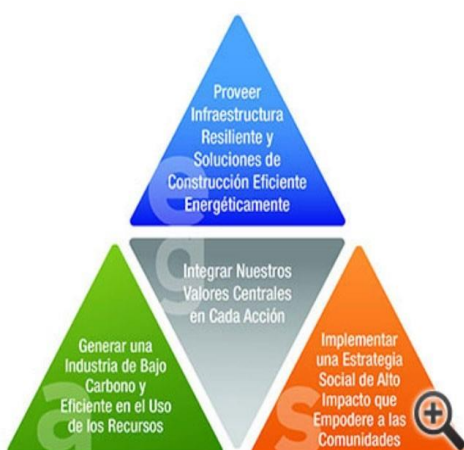 Proveer
Infraestructura
Resiliente y
Soluciones de
Construcción Eficiente
Energéticamente
e
g
Integrar Nuestros
Valores Centrales
en Cada Acción
Generar una
Industria de Bajo
Carbono y
Eficiente en el Uso
de los Recursos
a
Implementar
una Estrategia
Social de Alto
Impacto que
Empodere a las
Comunidades
s